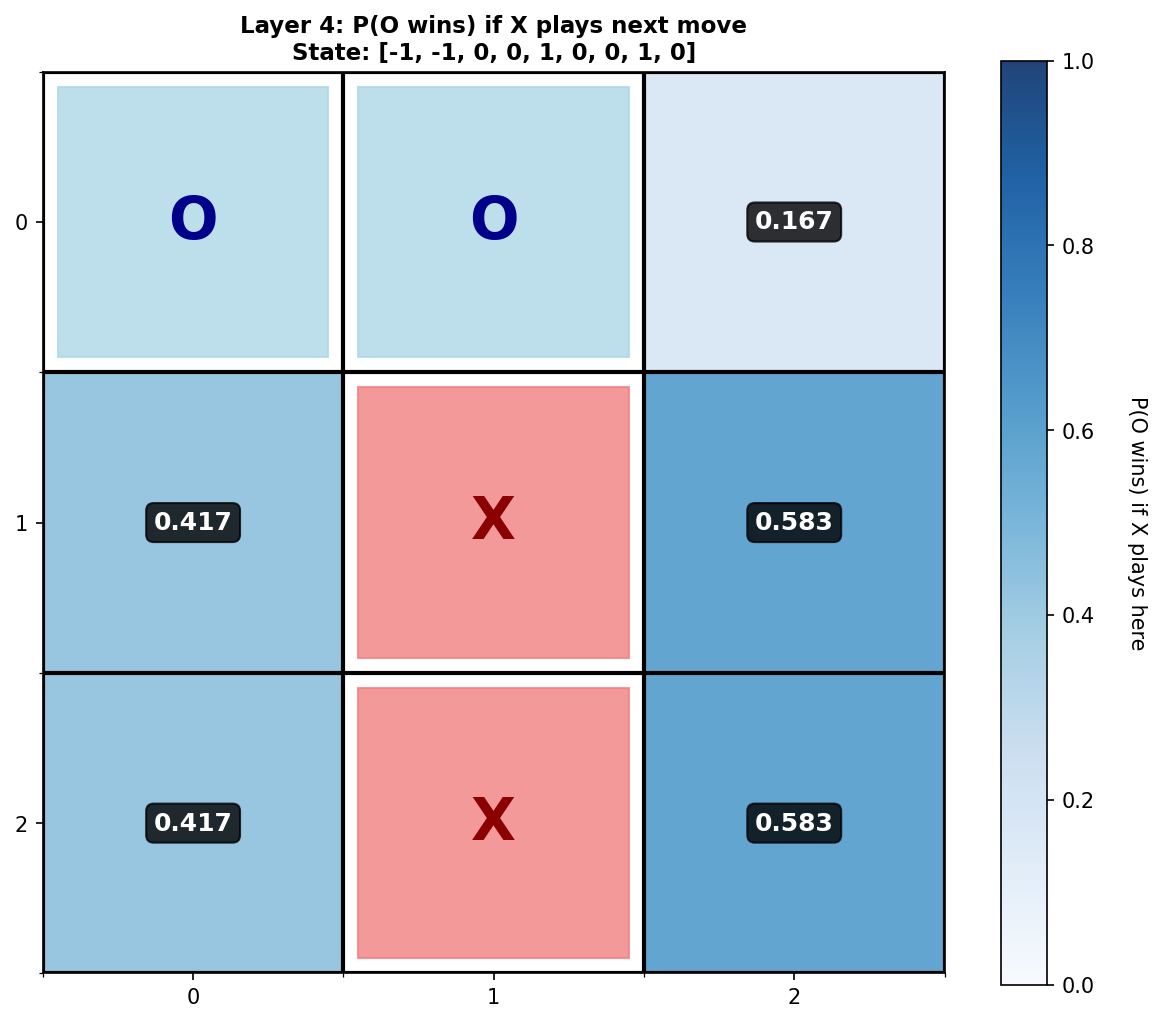 Layer 4: P(O wins) if X plays next move
State: [-1, -1, 0, 0, 1, 0, 0, 1, 0]
0
O
O
0.167
1
0.417
X
0.583
2
0.417
X
0.583
0
1
2
1.0
0.8
0.6
0.4
0.2
0.0
P(O wins) if X plays here